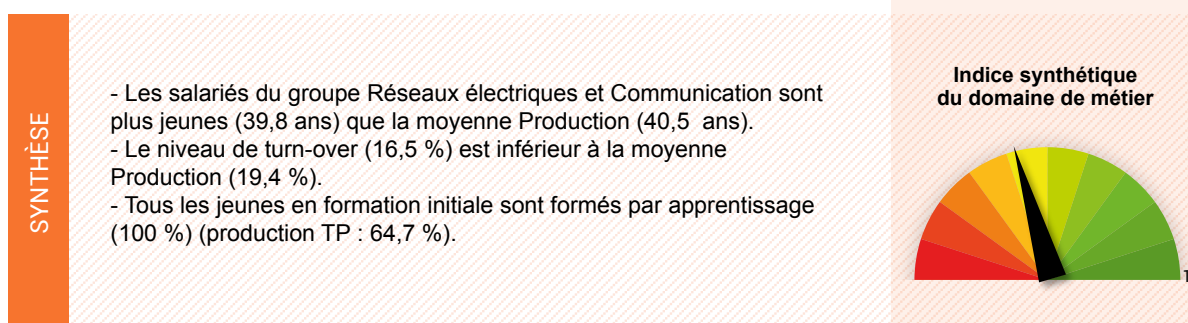 SYNTHÈSE
- Les salariés du groupe Réseaux électriques et Communication sont
plus jeunes (39,8 ans) que la moyenne Production (40,5 ans).
- Le niveau de turn-over (16,5 %) est inférieur à la moyenne
Production (19,4 %).
- Tous les jeunes en formation initiale sont formés par apprentissage
(100 %) (production TP : 64,7 %).
Indice synthétique
du domaine de métier